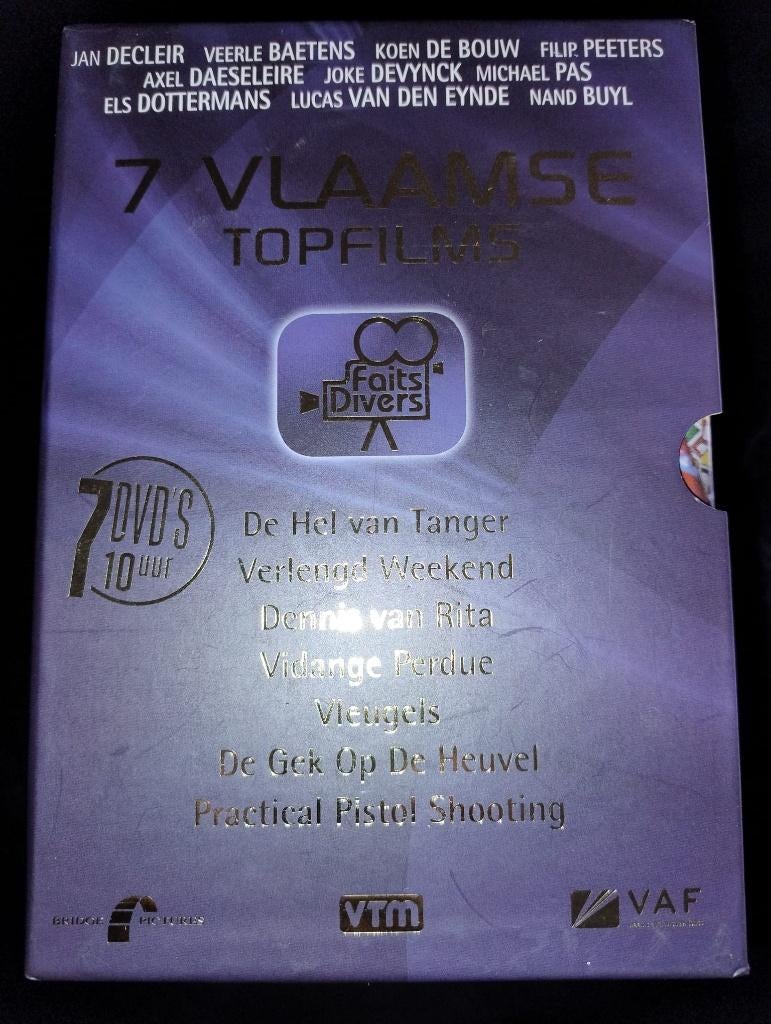 JAN DECLEIR VEERLE BAETENS KOEN DE BOUW FILIP PEETERS
AXEL DAESELEIRE JOKE DEVYNCK MICHAEL PAS
ELS DOTTERMANS LUCAS VAN DEN EYNDE NAND BUYL
7 VLAAMSE
TOPFILMS
Faits
Divers
7 DVD'S
10 uur
De Hel van Tanger
Verlengd Weekend
Dennis van Rita
Vidange Perdue
Vleugels
De Gek Op De Heuvel
Practical Pistol Shooting
BRIDGE PICTURES
VTM
VAF